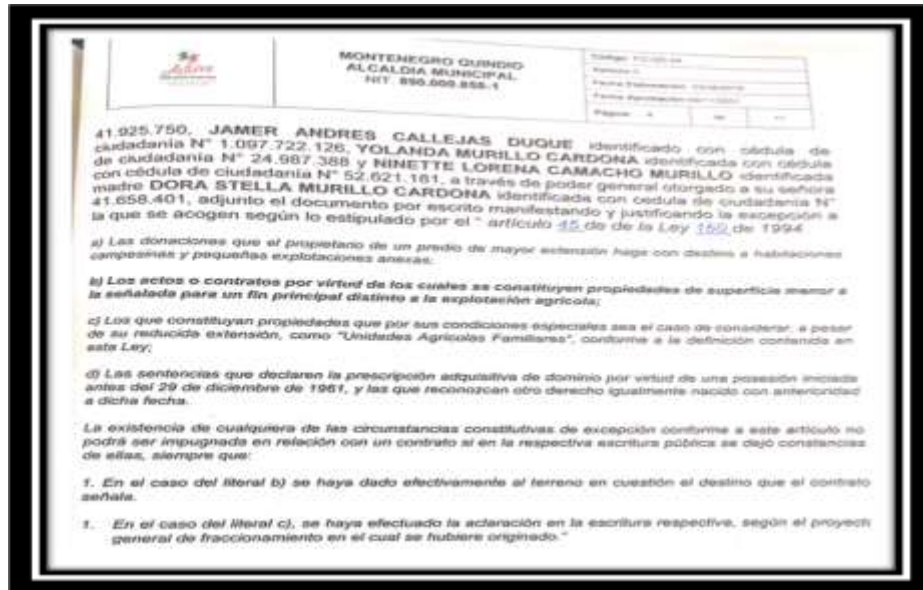 MONTENEGRO QUINDIO
ALCALDIA MUNICIPAL
NIT. 890.000.858-1
Página:
41.925.750, JAMER ANDRES CALLEJAS DUQUE identificado con cédula de
ciudadanía N° 1.097.722.126, YOLANDA MURILLO CARDONA identificada con cédula
de ciudadanía N° 24.987.388 y NINETTE LORENA CAMACHO MURILLO identificada
con cédula de ciudadanía N° 52.621.161, a través de poder general otorgado a su señora
madre DORA STELLA MURILLO CARDONA identificada con cedula de ciudadanía N°
41.658.401, adjunto el documento por escrito manifestando y justificando la excepción a
la que se acogen según lo estipulado por el " artículo 45 de de la Ley 160 de 1994
a) Las donaciones que el propietario de un predio de mayor extensión haga con destino a habitaciones
campesinas y pequeñas explotaciones anexas;
b) Los actos o contratos por virtud de los cuales se constituyen propiedades de superficie menor a
la señalada para un fin principal distinto a la explotación agrícola;
c) Los que constituyan propiedades que por sus condiciones especiales sea el caso de considerar, a pesar
de su reducida extensión, como "Unidades Agrícolas Familiares", conforme a la definición contenida en
esta Ley;
d) Las sentencias que declaren la prescripción adquisitiva de dominio por virtud de una posesión iniciada
antes del 29 de diciembre de 1961, y las que reconozcan otro derecho igualmente nacido con anterioridad
a dicha fecha.
La existencia de cualquiera de las circunstancias constitutivas de excepción conforme a este artículo no
podrá ser impugnada en relación con un contrato si en la respectiva escritura pública se dejó constancias
de ellas, siempre que:
1. En el caso del literal b) se haya dado efectivamente al terreno en cuestión el destino que el contrato
señala.
1. En el caso del literal c), se haya efectuado la aclaración en la escritura respectiva, según el proyect
general de fraccionamiento en el cual se hubiere originado."